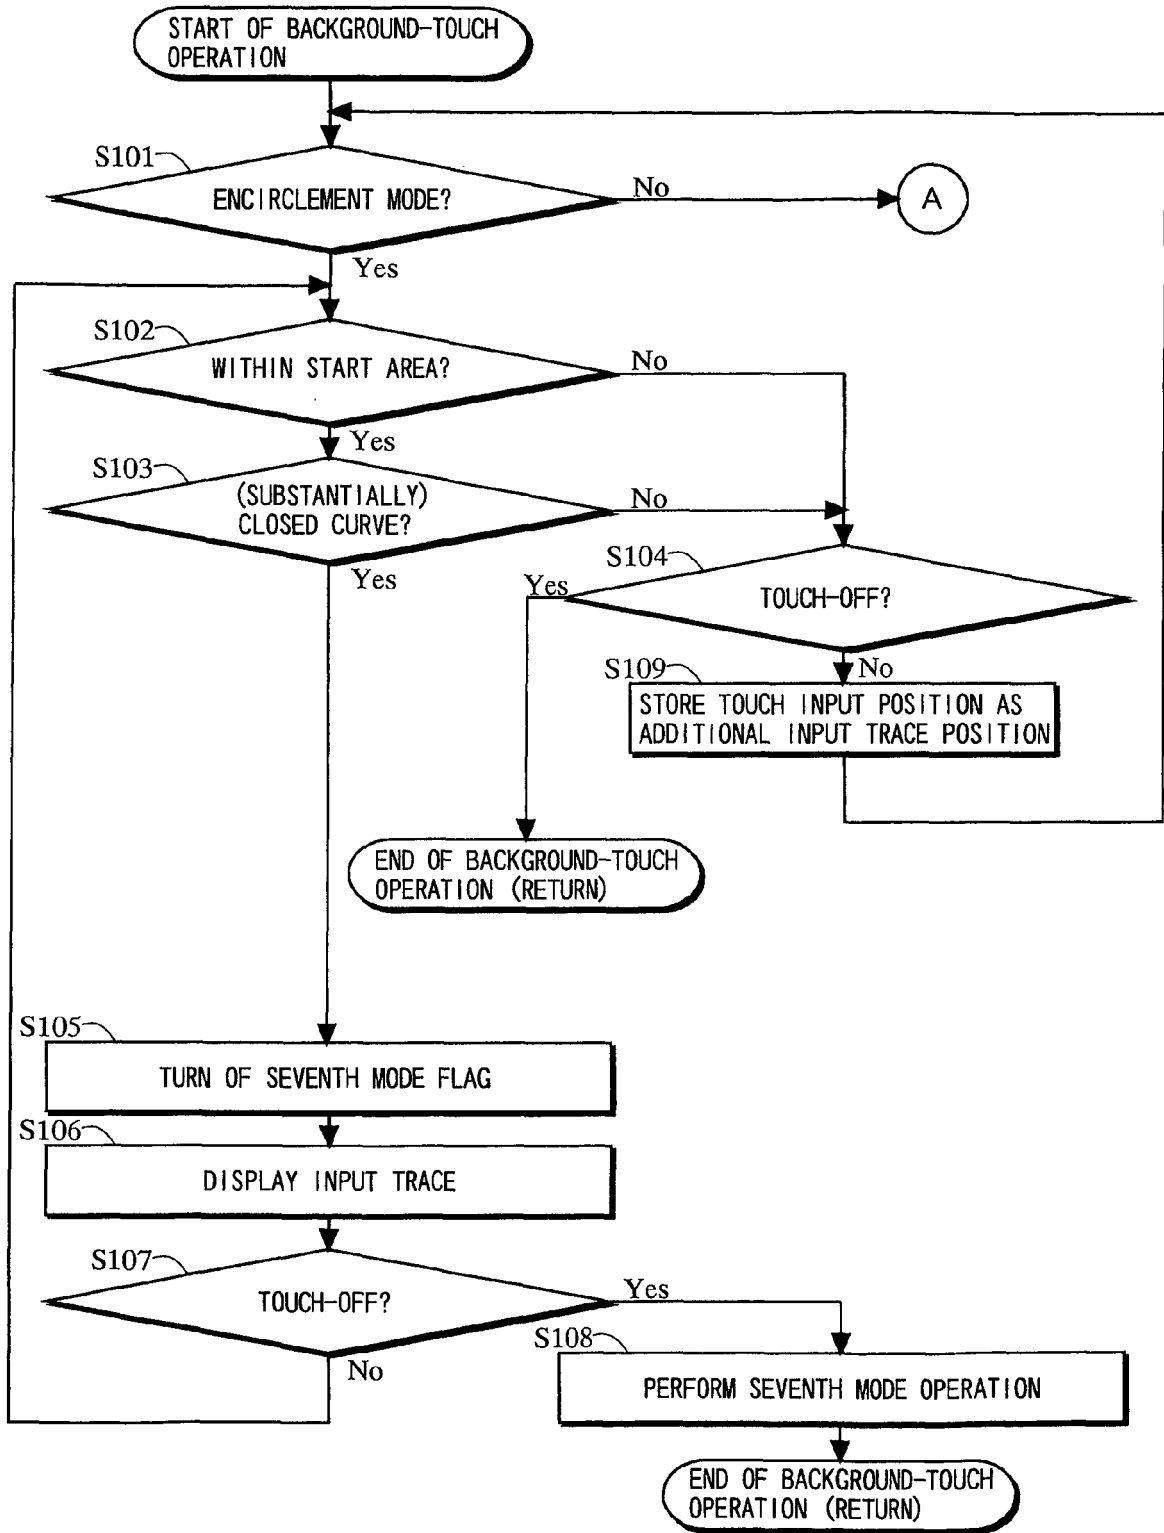 START OF BACKGROUND-TOUCH
OPERATION
S101
ENCIRCLEMENT MODE?
No
A
Yes
S102
WITHIN START AREA?
No
Yes
S103
(SUBSTANTIALLY)
CLOSED CURVE?
No
Yes
S104
TOUCH-OFF?
Yes
No
S109
STORE TOUCH INPUT POSITION AS
ADDITIONAL INPUT TRACE POSITION
END OF BACKGROUND-TOUCH
OPERATION (RETURN)
S105
TURN OF SEVENTH MODE FLAG
S106
DISPLAY INPUT TRACE
S107
TOUCH-OFF?
Yes
No
S108
PERFORM SEVENTH MODE OPERATION
END OF BACKGROUND-TOUCH
OPERATION (RETURN)